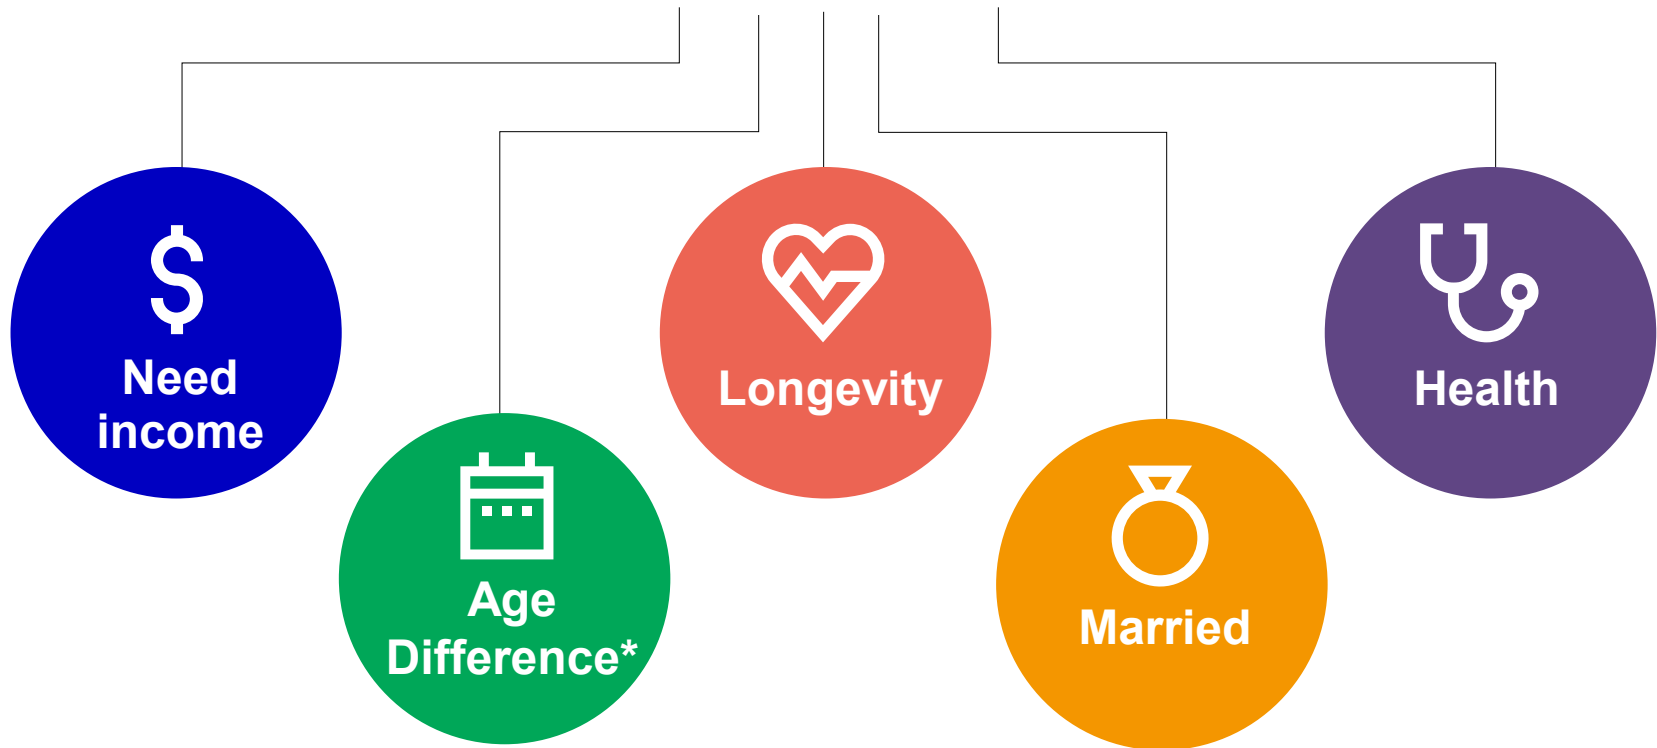 Need
income
Age
Difference*
Longevity
Married
Health